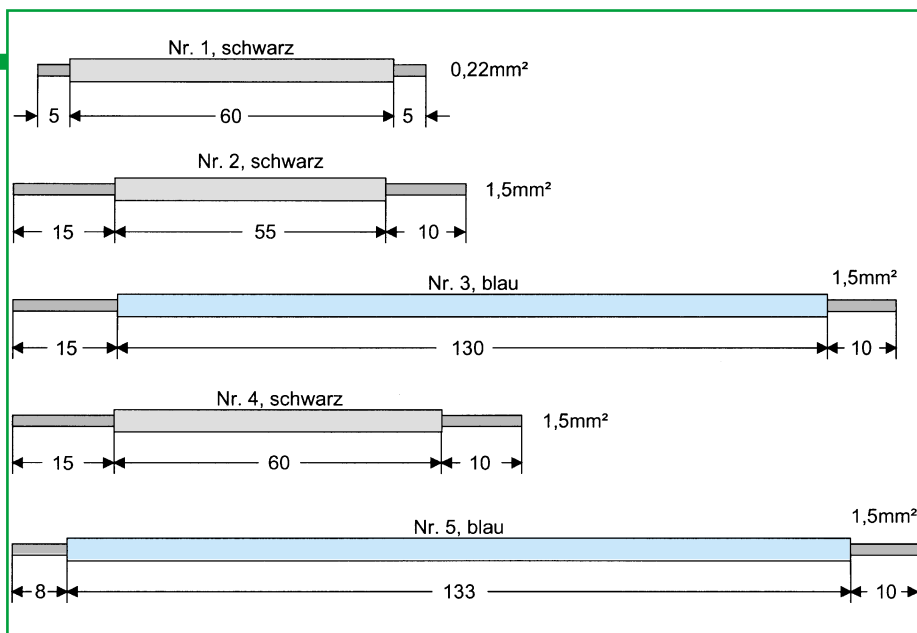 Nr. 1, schwarz
0,22mm²
5 60 5
Nr. 2, schwarz
1,5mm²
15 55 10
Nr. 3, blau
1,5mm²
15 130 10
Nr. 4, schwarz
1,5mm²
15 60 10
Nr. 5, blau
1,5mm²
8 133 10